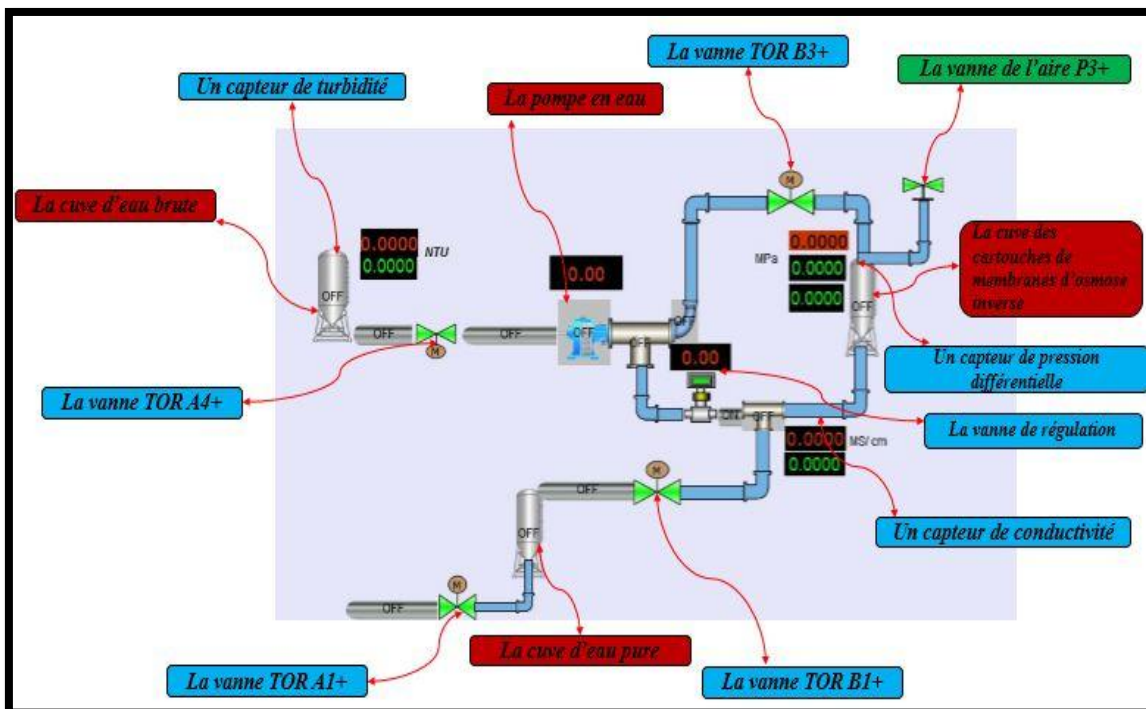 La vanne TOR B3+
La vanne de l'aire P3+
Un capteur de turbidité
La pompe en eau
M
La cuve d'eau brute
0.0000
NTU
0.0000
0.00
0.0000
MPa
0.0000
0.0000
La cuve des
cartouches de
membranes d'osmose
inverse
OFF
OFF
OFF
OFF
OFF
OFF
OFF
M
0.00
Un capteur de pression
différentielle
La vanne TOR A4+
La vanne de régulation
ON
OFF
0.0000
MS/ cm
0.0000
M
OFF
OFF
Un capteur de conductivité
M
OFF
La cuve d'eau pure
La vanne TOR A1+
La vanne TOR B1+